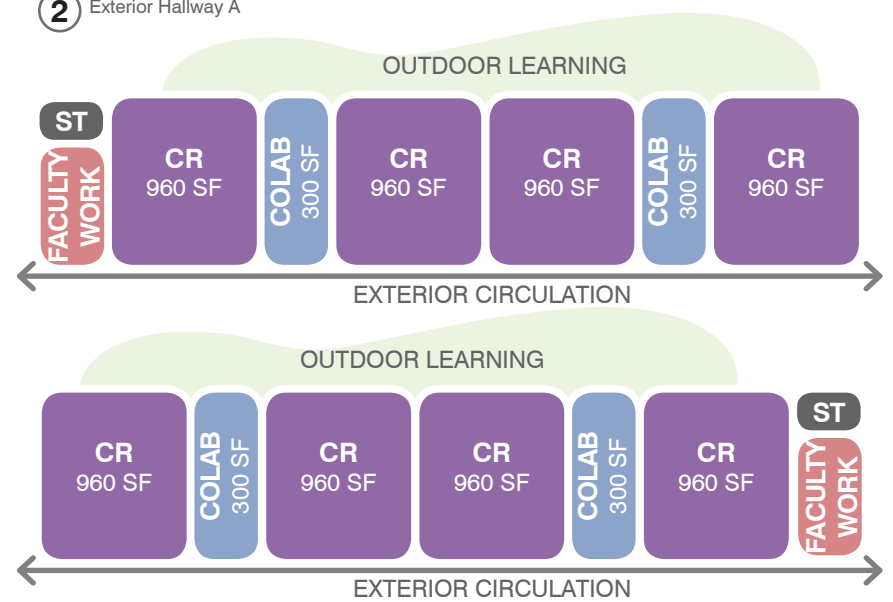 2 Exterior Hallway A
OUTDOOR LEARNING
ST
FACULTY
WORK
CR
960 SF
COLAB
300 SF
CR
960 SF
CR
960 SF
COLAB
300 SF
CR
960 SF
EXTERIOR CIRCULATION
OUTDOOR LEARNING
CR
960 SF
COLAB
300 SF
CR
960 SF
CR
960 SF
COLAB
300 SF
CR
960 SF
ST
FACULTY
WORK
EXTERIOR CIRCULATION